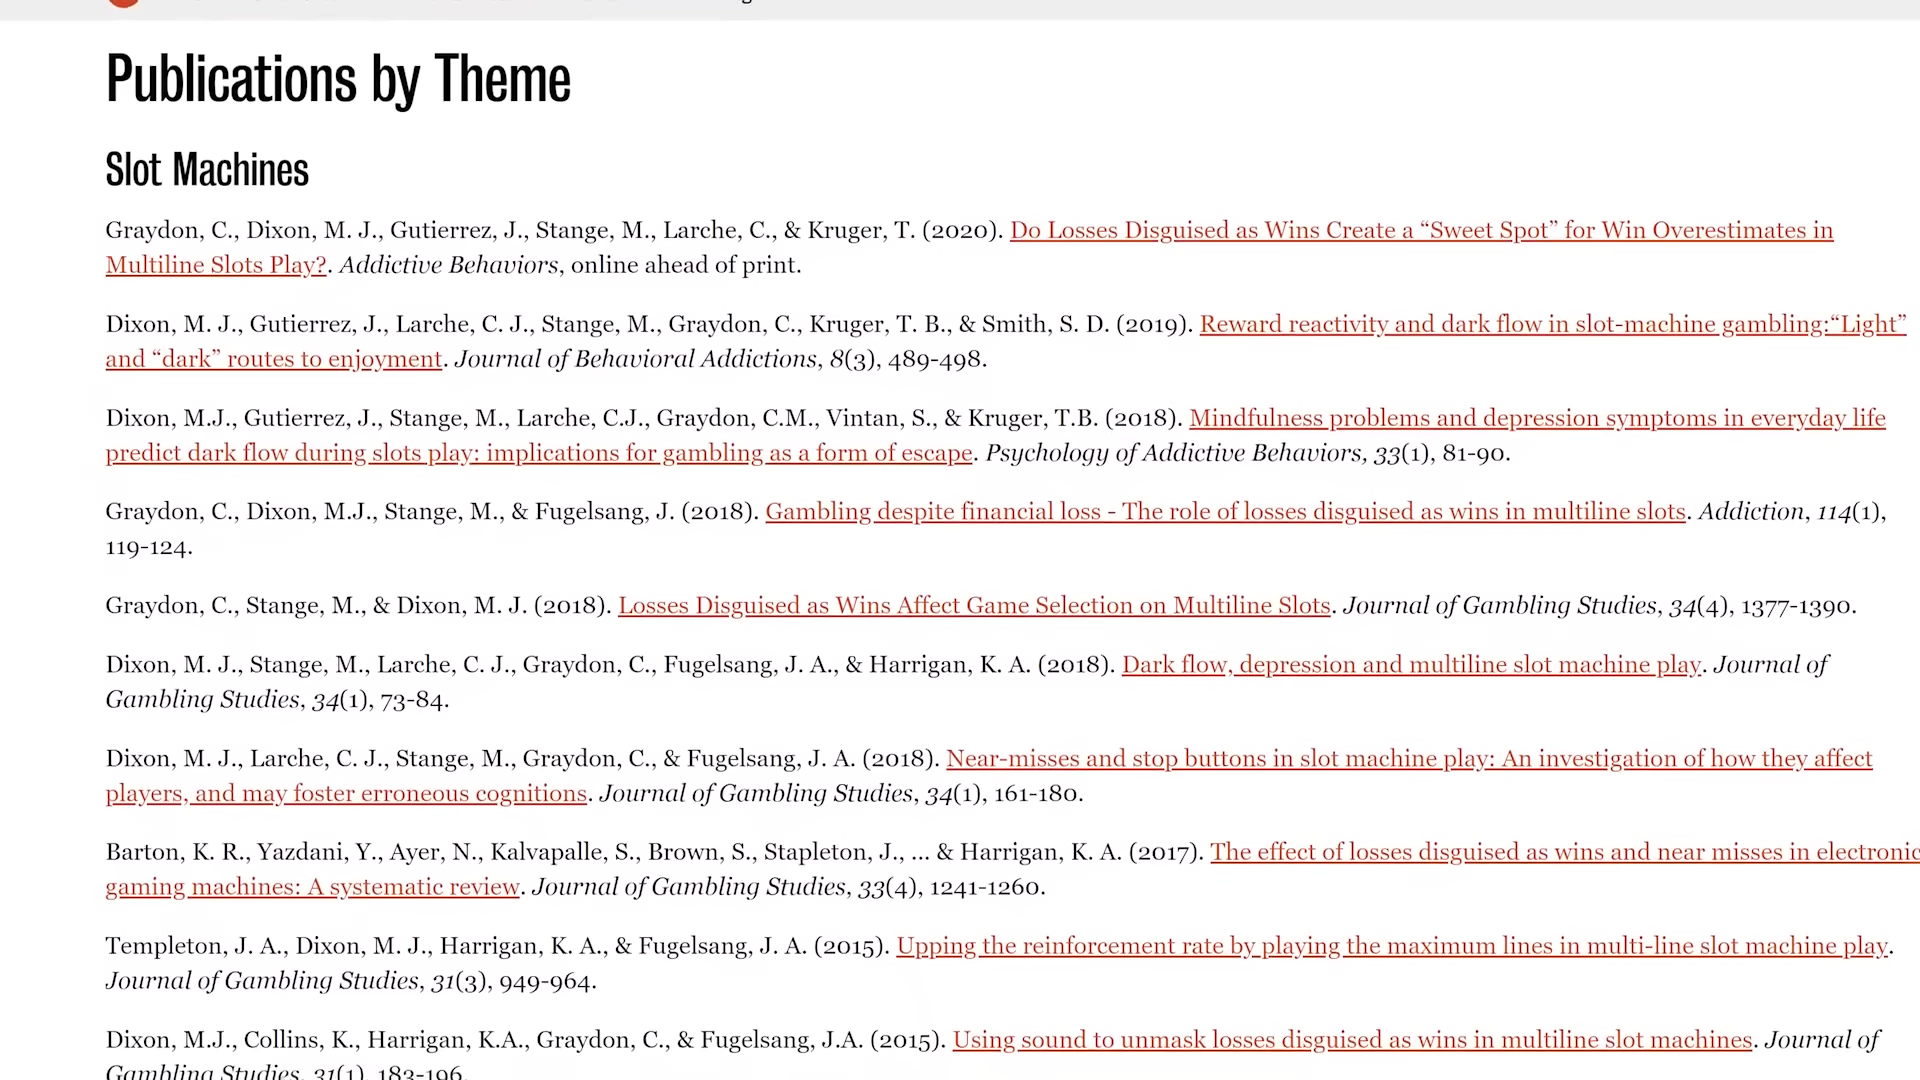 Publications by Theme
Slot Machines
Graydon, C., Dixon, M. J., Gutierrez, J., Stange, M., Larche, C., & Kruger, T. (2020). Do Losses Disguised as Wins Create a “Sweet Spot” for Win Overestimates in
Multiline Slots Play?. Addictive Behaviors, online ahead of print.
Dixon, M. J., Gutierrez, J., Larche, C. J., Stange, M., Graydon, C., Kruger, T. B., & Smith, S. D. (2019). Reward reactivity and dark flow in slot-machine gambling:“Light”
and “dark” routes to enjoyment. Journal of Behavioral Addictions, 8(3), 489-498.
Dixon, M.J., Gutierrez, J., Stange, M., Larche, C.J., Graydon, C.M., Vintan, S., & Kruger, T.B. (2018). Mindfulness problems and depression symptoms in everyday life
predict dark flow during slots play: implications for gambling as a form of escape. Psychology of Addictive Behaviors, 33(1), 81-90.
Graydon, C., Dixon, M.J., Stange, M., & Fugelsang, J. (2018). Gambling despite financial loss - The role of losses disguised as wins in multiline slots. Addiction, 114(1),
119-124.
Graydon, C., Stange, M., & Dixon, M. J. (2018). Losses Disguised as Wins Affect Game Selection on Multiline Slots. Journal of Gambling Studies, 34(4), 1377-1390.
Dixon, M. J., Stange, M., Larche, C. J., Graydon, C., Fugelsang, J. A., & Harrigan, K. A. (2018). Dark flow, depression and multiline slot machine play. Journal of
Gambling Studies, 34(1), 73-84.
Dixon, M. J., Larche, C. J., Stange, M., Graydon, C., & Fugelsang, J. A. (2018). Near-misses and stop buttons in slot machine play: An investigation of how they affect
players, and may foster erroneous cognitions. Journal of Gambling Studies, 34(1), 161-180.
Barton, K. R., Yazdani, Y., Ayer, N., Kalvapalle, S., Brown, S., Stapleton, J., ... & Harrigan, K. A. (2017). The effect of losses disguised as wins and near misses in electronic
gaming machines: A systematic review. Journal of Gambling Studies, 33(4), 1241-1260.
Templeton, J. A., Dixon, M. J., Harrigan, K. A., & Fugelsang, J. A. (2015). Upping the reinforcement rate by playing the maximum lines in multi-line slot machine play.
Journal of Gambling Studies, 31(3), 949-964.
Dixon, M.J., Collins, K., Harrigan, K.A., Graydon, C., & Fugelsang, J.A. (2015). Using sound to unmask losses disguised as wins in multiline slot machines. Journal of
Gambling Studies, 31(1), 183-196.